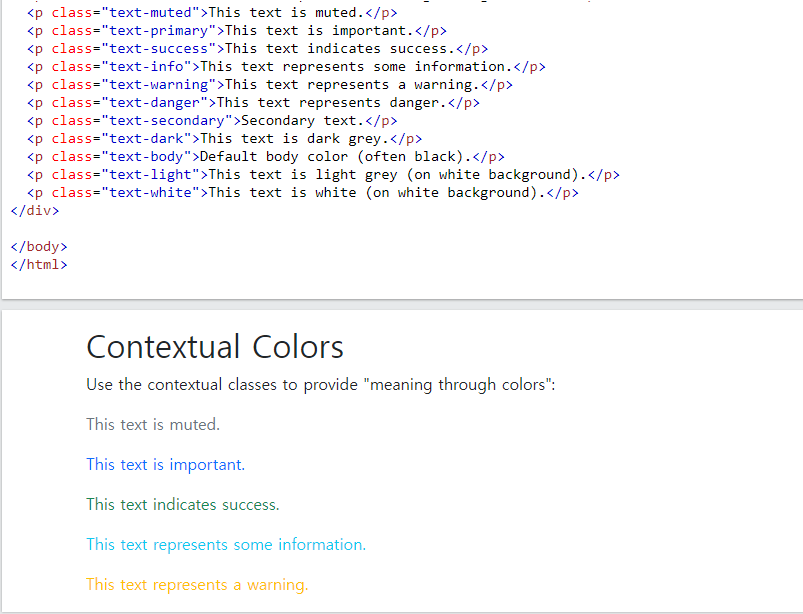 <p class="text-muted">This text is muted.</p>
<p class="text-primary">This text is important.</p>
<p class="text-success">This text indicates success.</p>
<p class="text-info">This text represents some information.</p>
<p class="text-warning">This text represents a warning.</p>
<p class="text-danger">This text represents danger.</p>
<p class="text-secondary">Secondary text.</p>
<p class="text-dark">This text is dark grey.</p>
<p class="text-body">Default body color (often black).</p>
<p class="text-light">This text is light grey (on white background).</p>
<p class="text-white">This text is white (on white background).</p>
</div>
</body>
</html>
Contextual Colors
Use the contextual classes to provide "meaning through colors":
This text is muted.
This text is important.
This text indicates success.
This text represents some information.
This text represents a warning.